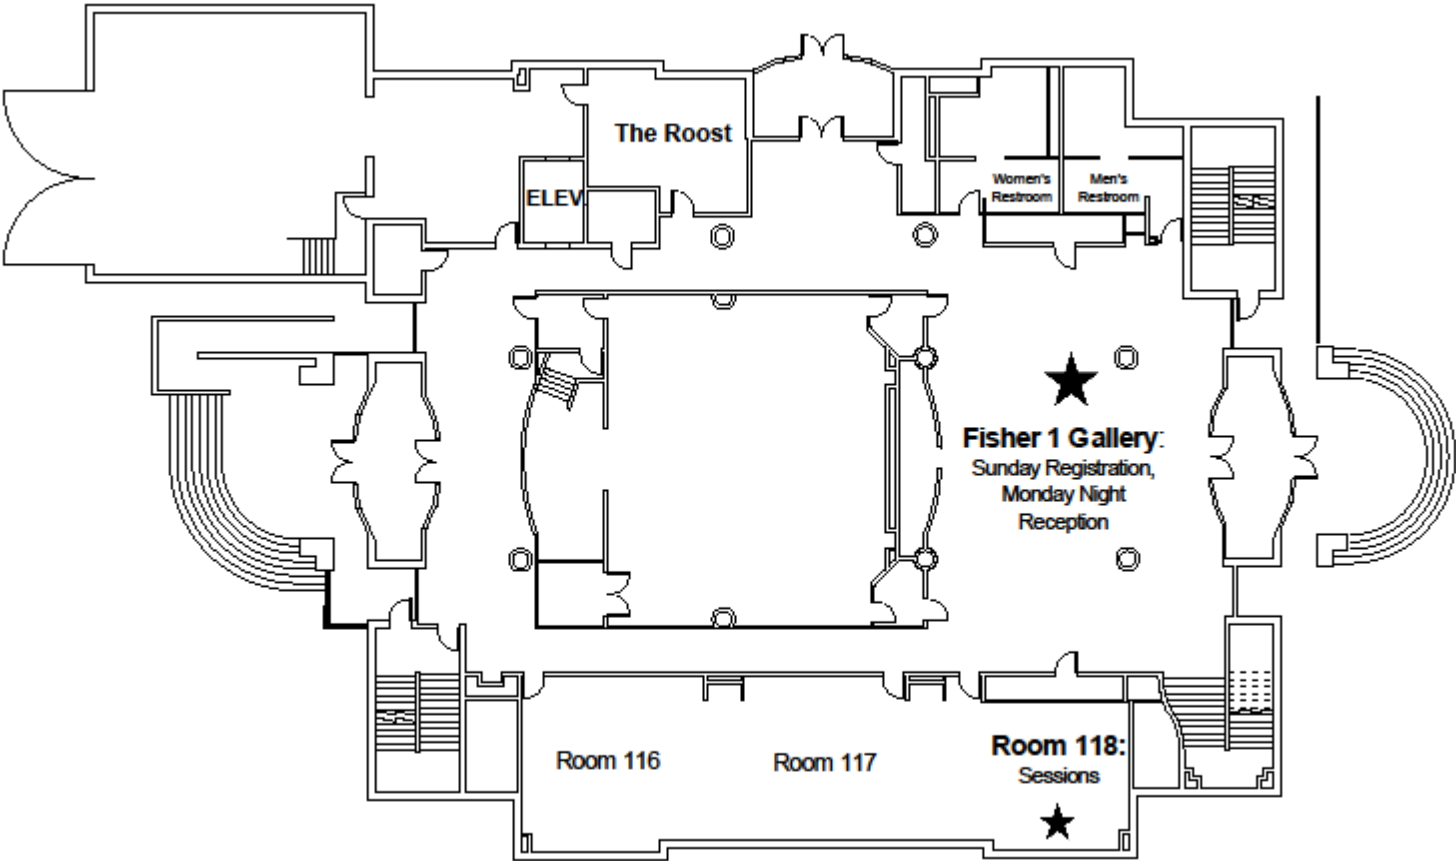 The Roost
ELEV.
Women's
Restroom
Men's
Restroom
Fisher 1 Gallery:
Sunday Registration,
Monday Night
Reception
Room 116
Room 117
Room 118:
Sessions